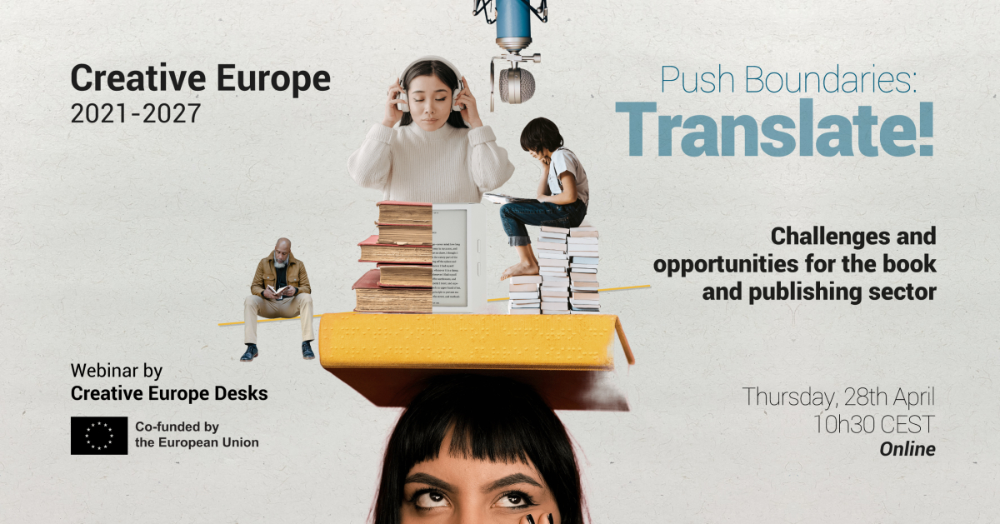 Creative Europe
2021-2027
Push Boundaries:
Translate!
Challenges and
opportunities for the book
and publishing sector
Webinar by
Creative Europe Desks
Co-funded by
the European Union
Thursday, 28th April
10h30 CEST
Online